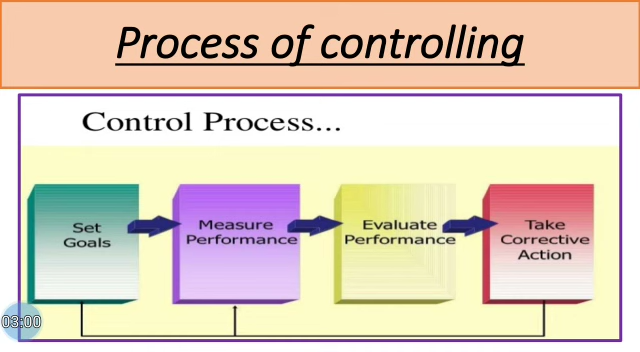 Process of controlling
Control Process...
Set
Goals
Measure
Performance
Evaluate
Performance
Take
Corrective
Action
03:00